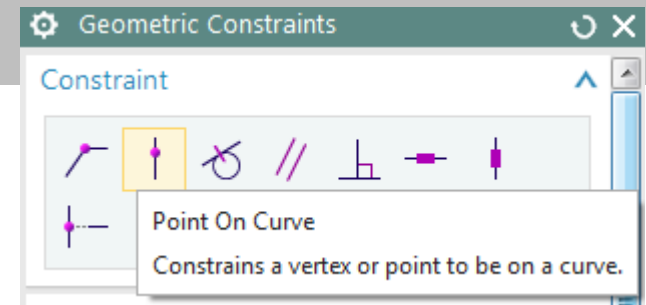 Geometric Constraints
Constraint
Point On Curve
Constrains a vertex or point to be on a curve.